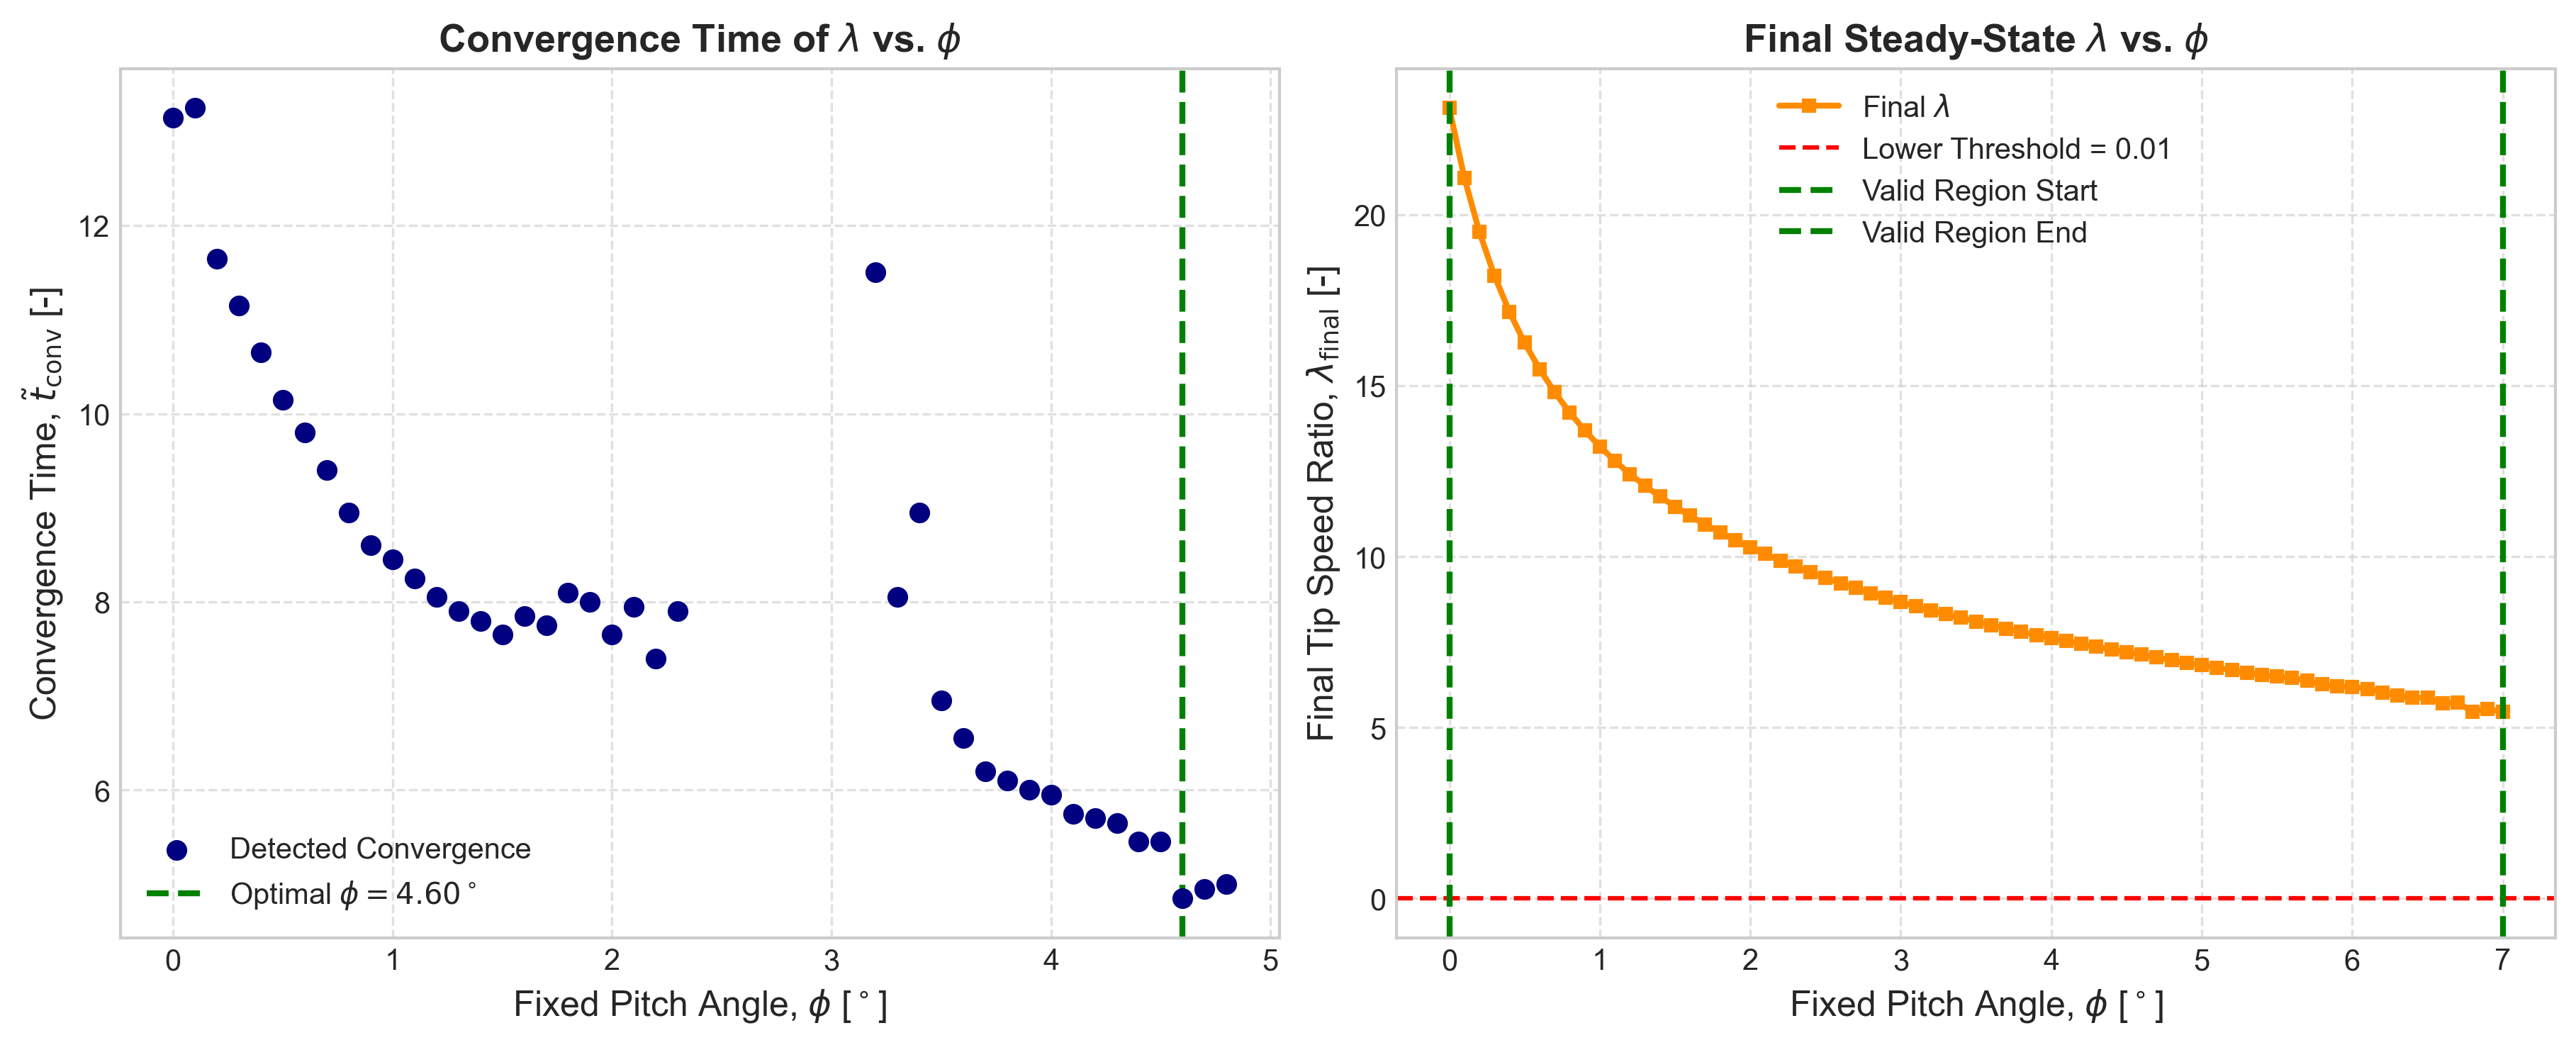 Convergence Time of λ vs. ϕ
Convergence Time, t̃conv [-]
12
10
8
6
0 1 2 3 4 5
Fixed Pitch Angle, ϕ [°]
Detected Convergence
Optimal ϕ = 4.60°
Final Steady-State λ vs. ϕ
Final Tip Speed Ratio, λfinal [-]
20
15
10
5
0
0 1 2 3 4 5 6 7
Fixed Pitch Angle, ϕ [°]
Final λ
Lower Threshold = 0.01
Valid Region Start
Valid Region End